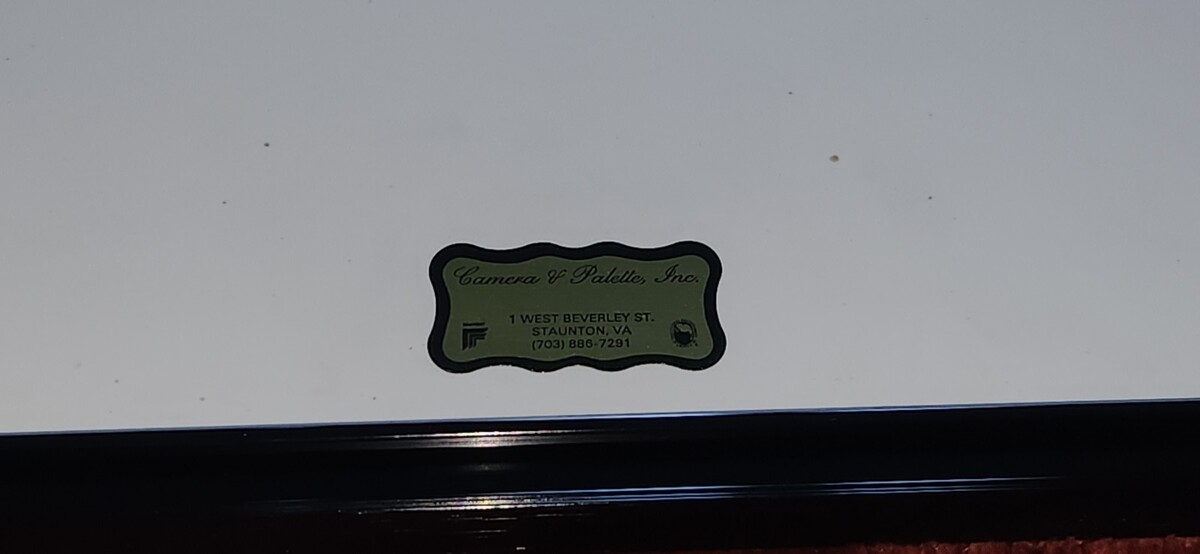 Camera & Palette, Inc.
1 WEST BEVERLEY ST.
STAUNTON, VA
(703) 886-7291